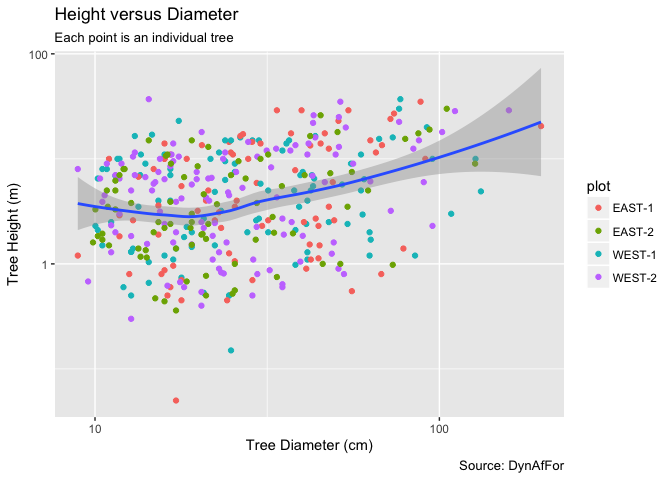 Height versus Diameter
Each point is an individual tree
100
1
Tree Height (m)
10
100
Tree Diameter (cm)
plot
EAST-1
EAST-2
WEST-1
WEST-2
Source: DynAfFor